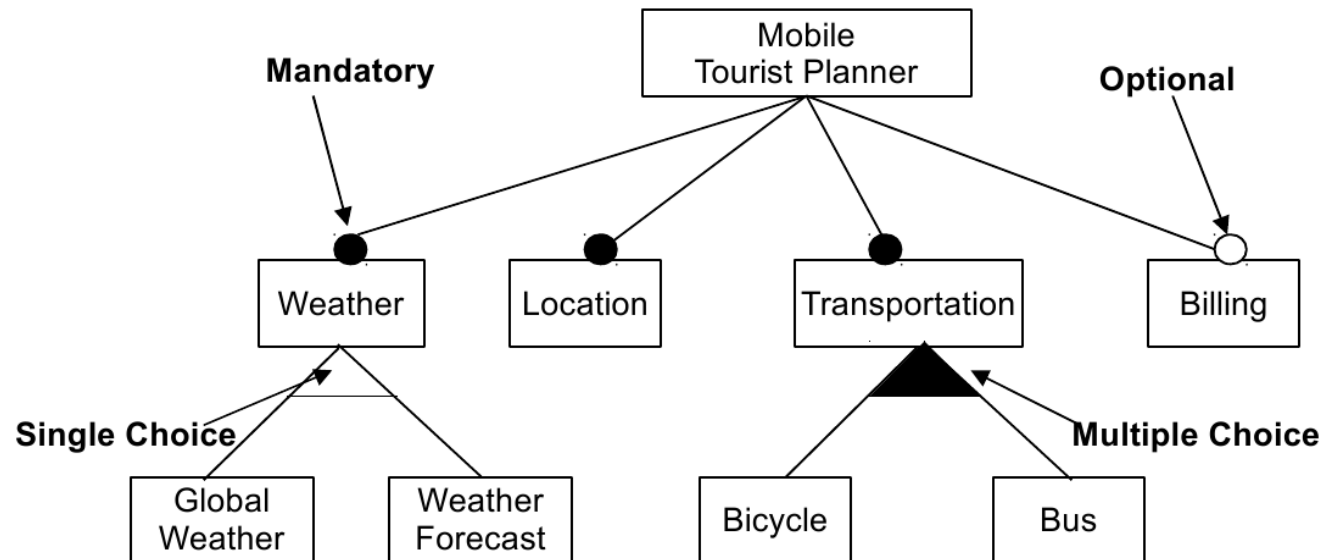 Mobile
Tourist Planner
Mandatory
Optional
Weather
Location
Transportation
Billing
Single Choice
Multiple Choice
Global
Weather
Weather
Forecast
Bicycle
Bus